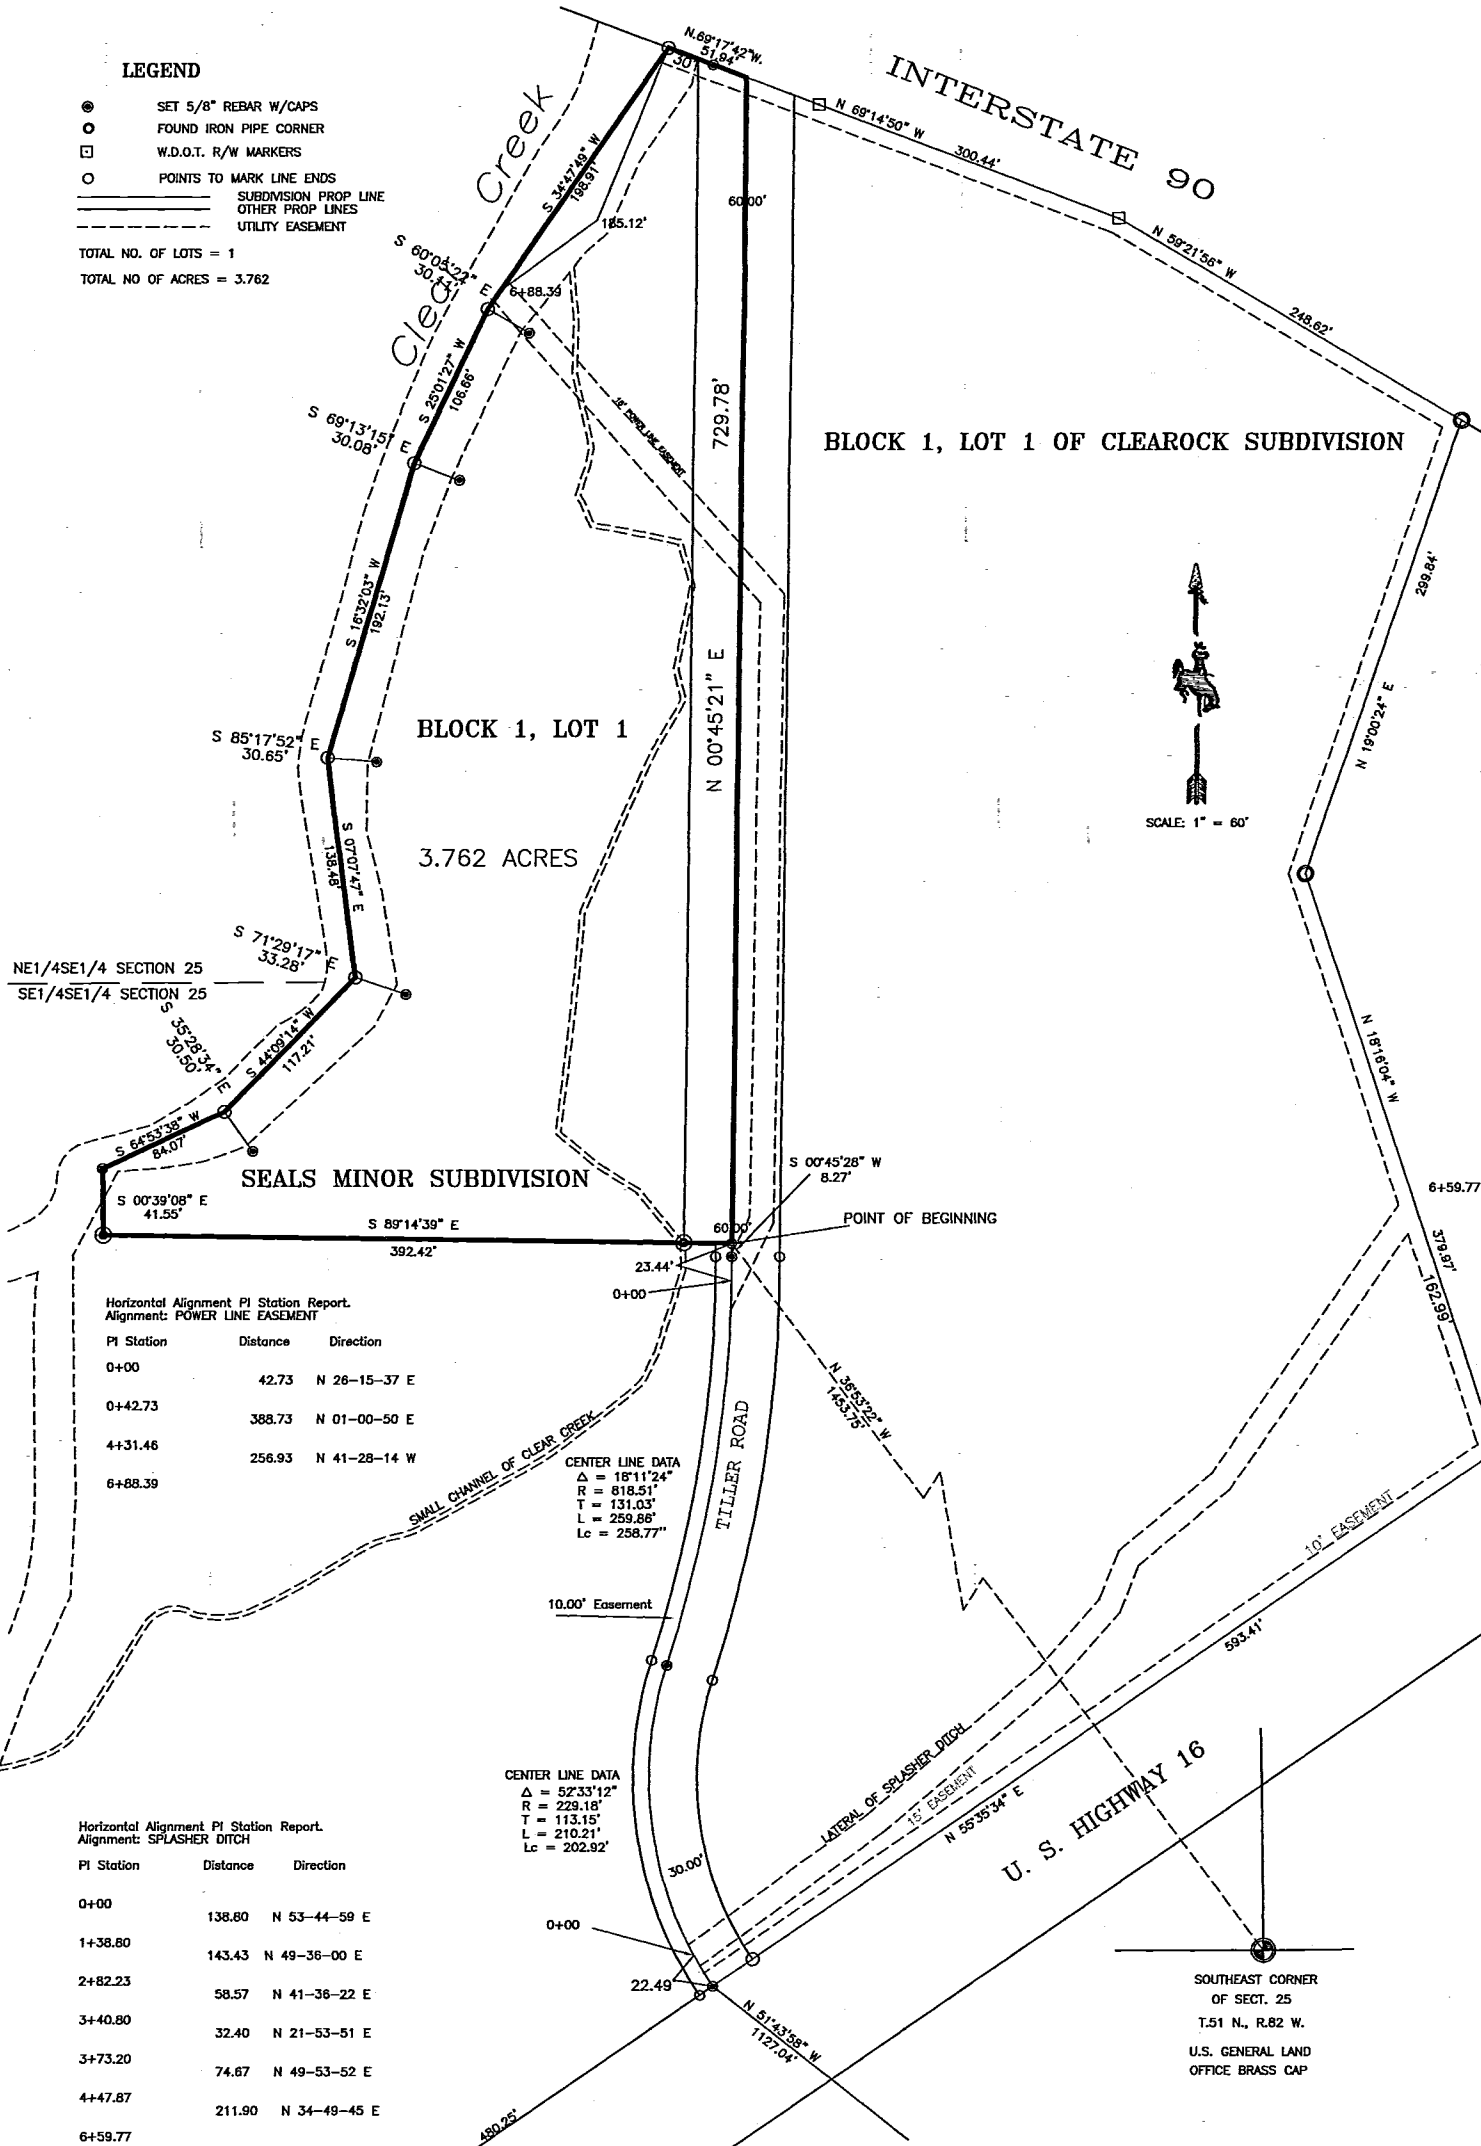 LEGEND
SET 5/8" REBAR W/CAPS
FOUND IRON PIPE CORNER
W.D.O.T. R/W MARKERS
POINTS TO MARK LINE ENDS
SUBDIVISION PROP LINE
OTHER PROP LINES
UTILITY EASEMENT
TOTAL NO. OF LOTS = 1
TOTAL NO OF ACRES = 3.762
Clear Creek
N.69°17'42"W.
51.94'
30'
INTERSTATE 90
N 69°14'50" W
300.44'
N 59°21'56" W
248.62'
S 34°47'49" W
198.91'
185.12'
60.00'
S 60°05'22" E
30.11'
6+88.39
S 25°01'27" W
106.66'
S 69°13'15" E
30.08'
POWER LINE EASEMENT
729.78'
N 00°45'21" E
BLOCK 1, LOT 1 OF CLEAROCK SUBDIVISION
299.84'
N 19°00'24" E
S 16°32'03" W
192.13'
BLOCK 1, LOT 1
3.762 ACRES
S 85°17'52" E
30.65'
SCALE: 1" = 60'
S 07°07'47" E
138.48'
S 71°29'17" E
33.28'
NE1/4SE1/4 SECTION 25
SE1/4SE1/4 SECTION 25
S 35°28'34" E
30.50'
S 44°09'14" W
117.21'
S 64°53'38" W
84.07'
SEALS MINOR SUBDIVISION
S 00°39'08" E
41.55'
S 89°14'39" E
392.42'
60.00'
S 00°45'28" W
8.27'
POINT OF BEGINNING
23.44'
0+00
N 18°16'04" W
6+59.77
379.97'
162.99'
Horizontal Alignment PI Station Report.
Alignment: POWER LINE EASEMENT
PI Station Distance Direction
0+00
42.73 N 26-15-37 E
0+42.73
388.73 N 01-00-50 E
4+31.46
256.93 N 41-28-14 W
6+88.39
N 36°53'22" W
1453.75'
SMALL CHANNEL OF CLEAR CREEK
CENTER LINE DATA
Δ = 18°11'24"
R = 818.51'
T = 131.03'
L = 259.86'
Lc = 258.77"
TILLER ROAD
10' EASEMENT
10.00' Easement
593.41'
CENTER LINE DATA
Δ = 52°33'12"
R = 229.18'
T = 113.15'
L = 210.21'
Lc = 202.92'
30.00'
LATERAL OF SPLASHER DITCH
15' EASEMENT
N 55°35'34" E
U. S. HIGHWAY 16
0+00
22.49'
N 51°43'58" W
1127.04'
480.25'
Horizontal Alignment PI Station Report.
Alignment: SPLASHER DITCH
PI Station Distance Direction
0+00
138.80 N 53-44-59 E
1+38.80
143.43 N 49-36-00 E
2+82.23
58.57 N 41-36-22 E
3+40.80
32.40 N 21-53-51 E
3+73.20
74.67 N 49-53-52 E
4+47.87
211.90 N 34-49-45 E
6+59.77
SOUTHEAST CORNER
OF SECT. 25
T.51 N., R.82 W.
U.S. GENERAL LAND
OFFICE BRASS CAP